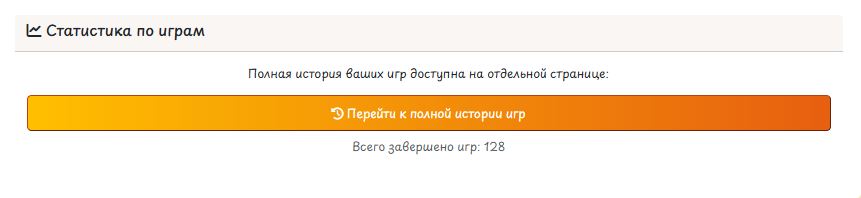 Статистика по играм
Полная история ваших игр доступна на отдельной странице:
Перейти к полной истории игр
Всего завершено игр: 128